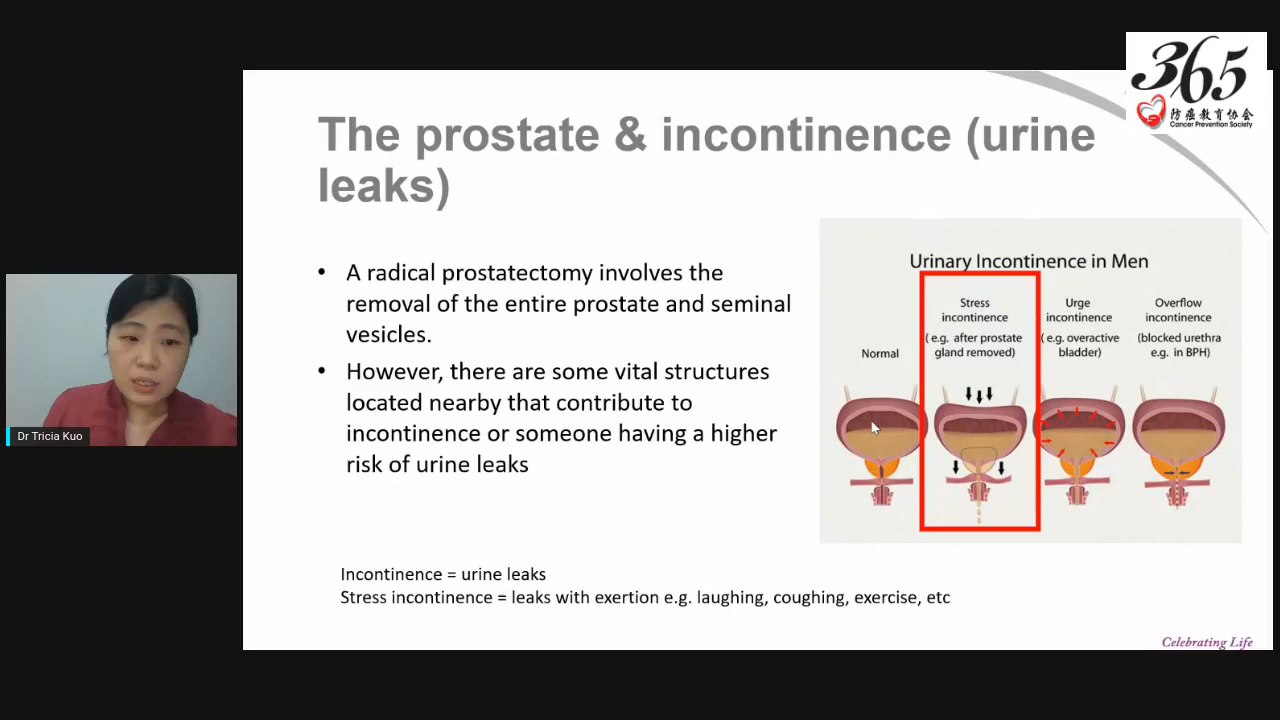 365
防癌教育协会
Cancer Prevention Society
The prostate & incontinence (urine
leaks)
• A radical prostatectomy involves the
removal of the entire prostate and seminal
vesicles.
• However, there are some vital structures
located nearby that contribute to
incontinence or someone having a higher
risk of urine leaks
Urinary Incontinence in Men
Normal
Stress
incontinence
( e.g. after prostate
gland removed)
Urge
incontinence
(e.g. overactive
bladder)
Overflow
incontinence
(blocked urethra
e.g. in BPH)
Dr Tricia Kuo
Incontinence = urine leaks
Stress incontinence = leaks with exertion e.g. laughing, coughing, exercise, etc
Celebrating Life